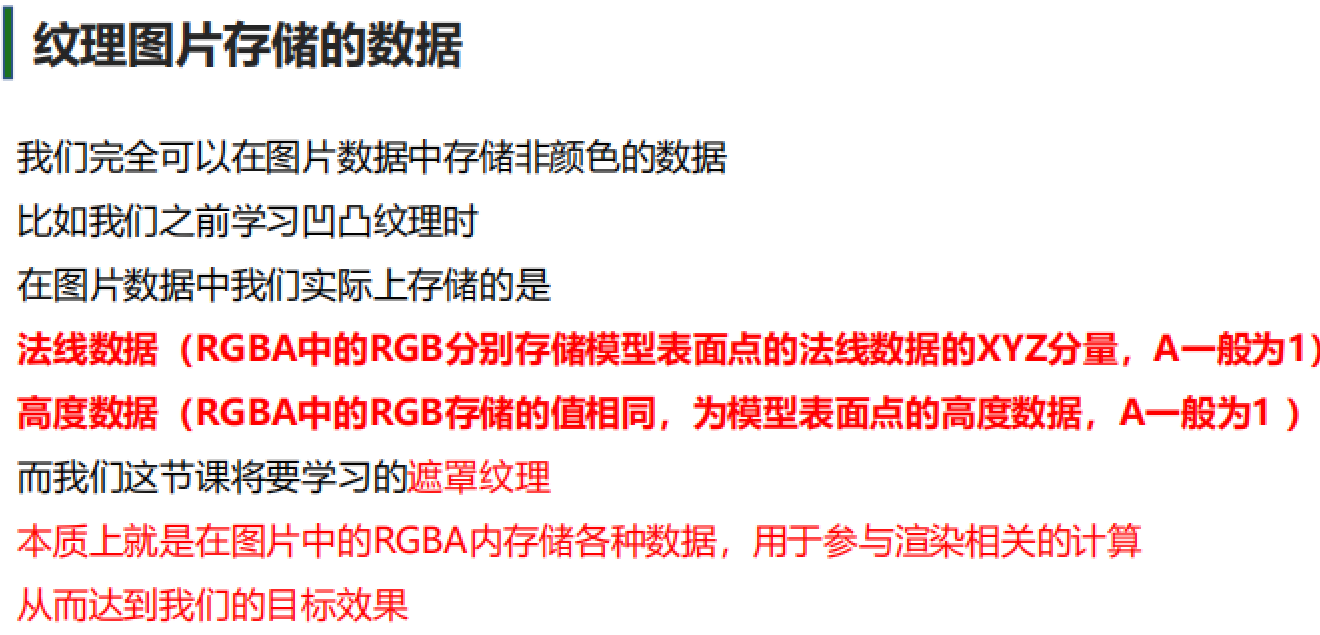 纹理图片存储的数据
我们完全可以在图片数据中存储非颜色的数据
比如我们之前学习凹凸纹理时
在图片数据中我们实际上存储的是
法线数据（RGBA中的RGB分别存储模型表面点的法线数据的XYZ分量，A一般为1）
高度数据（RGBA中的RGB存储的值相同，为模型表面点的高度数据，A一般为1 ）
而我们这节课将要学习的遮罩纹理
本质上就是在图片中的RGBA内存储各种数据，用于参与渲染相关的计算
从而达到我们的目标效果